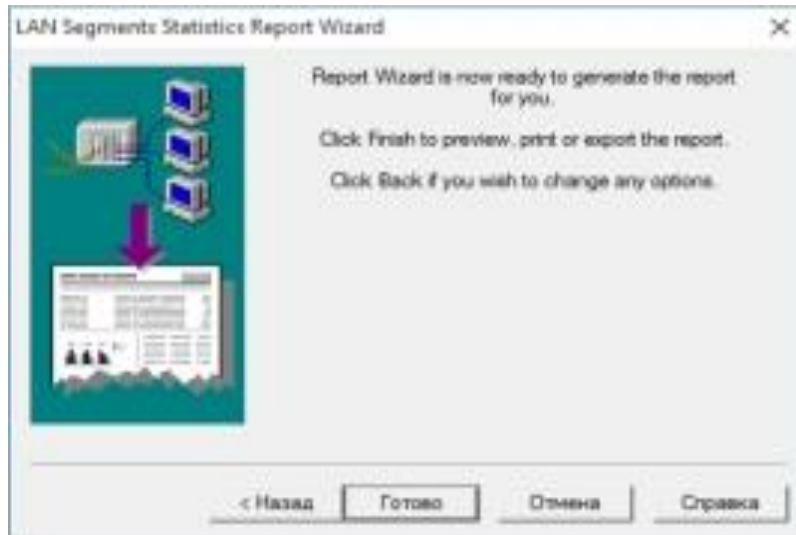 LAN Segments Statistics Report Wizard
Report Wizard is now ready to generate the report
for you.
Click Finish to preview, print or export the report.
Click Back if you wish to change any options.
< Назад
Готово
Отмена
Справка